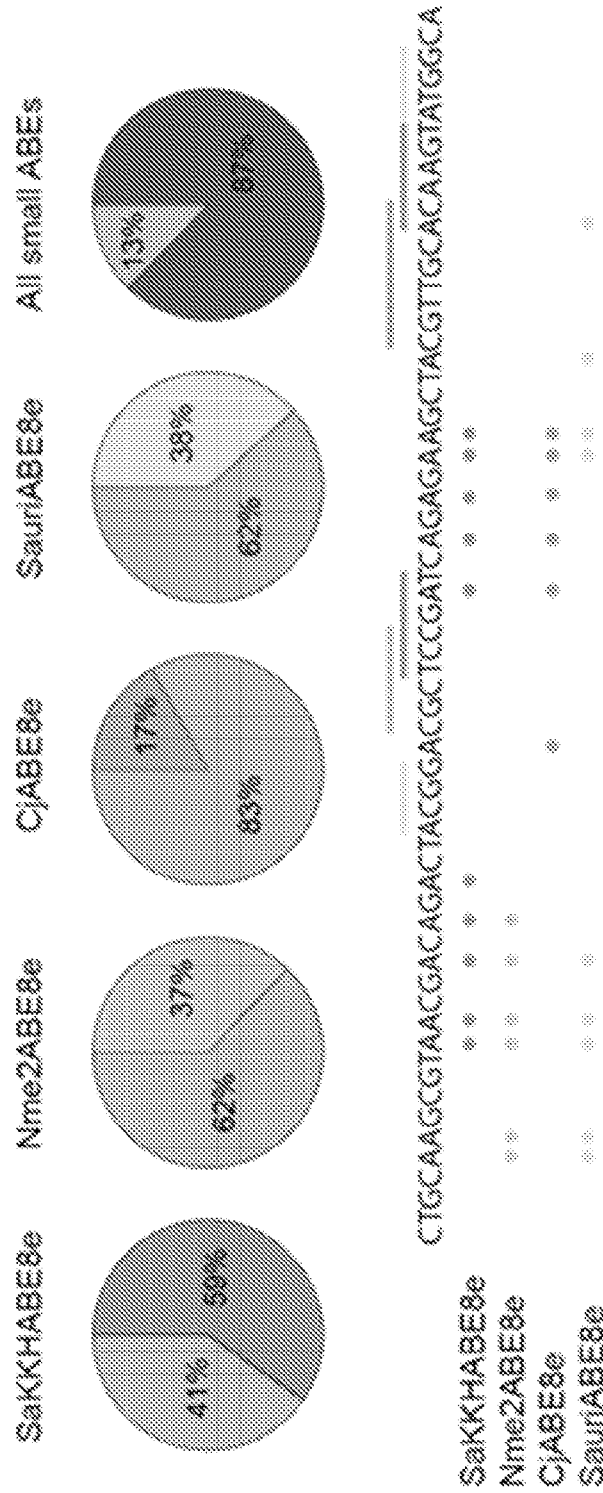 SaKKHABE8e
Nme2ABE8e
CjABE8e
SauriABE8e
All small ABEs
41%
59%
62%
37%
83%
17%
62%
38%
13%
87%
CTGCAAGCGTAACGACAGACTACGGACGCTCCGATCAGAGAAGCTACGTTGCACAAGTATGGCA
SaKKHABE8e
Nme2ABE8e
CjABE8e
SauriABE8e